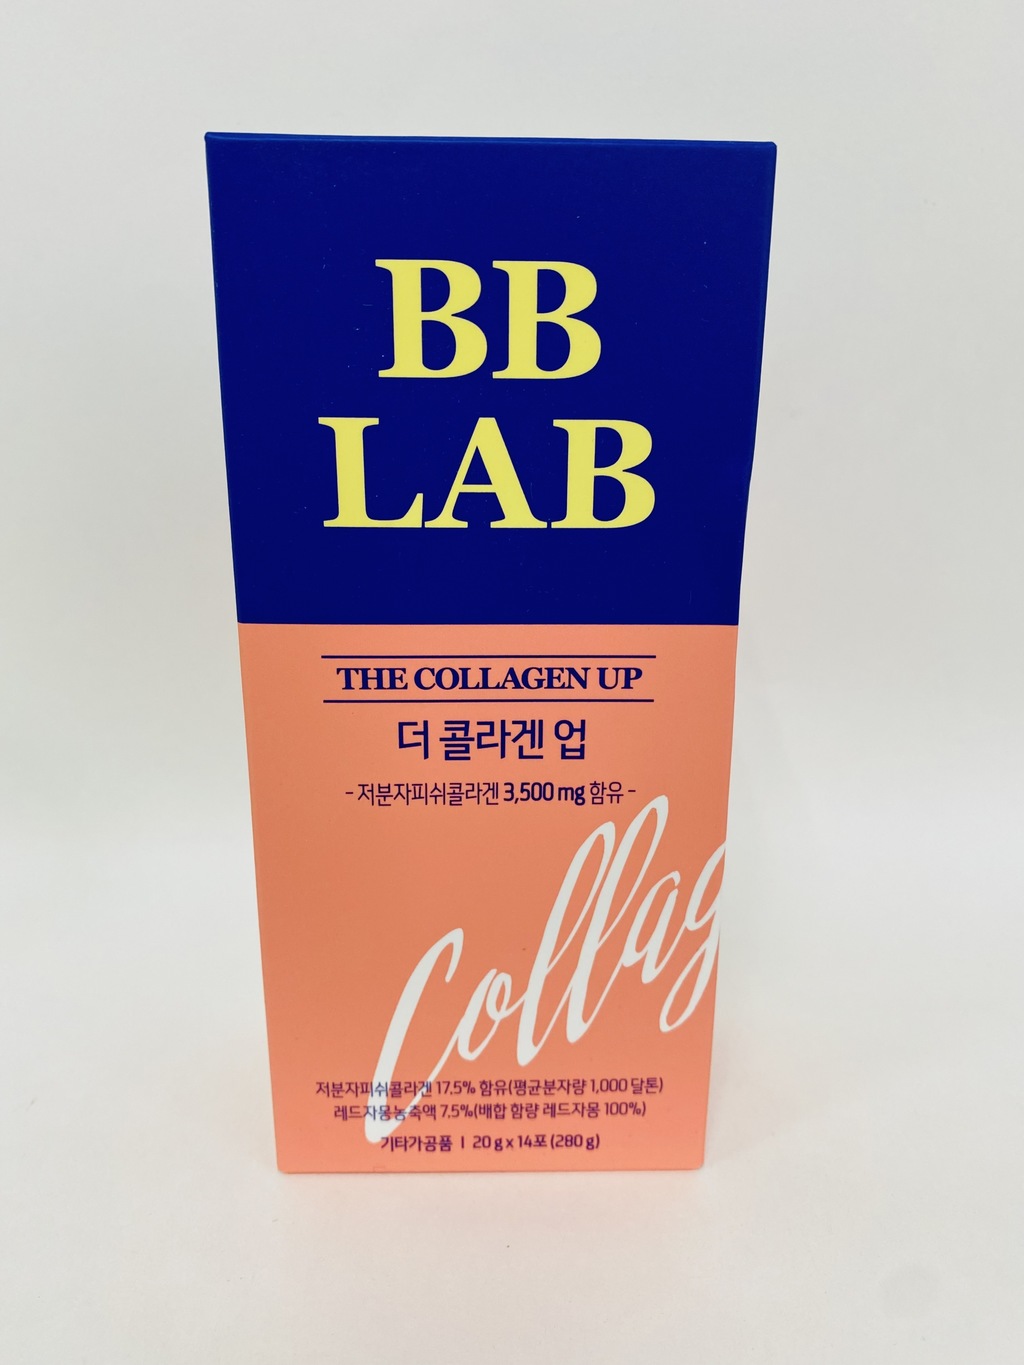 BB
LAB
THE COLLAGEN UP
더 콜라겐 업
- 저분자피쉬콜라겐 3,500 mg 함유 -
Collag
저분자피쉬콜라겐 17.5% 함유(평균분자량 1,000 달톤)
레드자몽농축액 7.5%(배합 함량 레드자몽 100%)
기타가공품 | 20 g x 14포 (280 g)